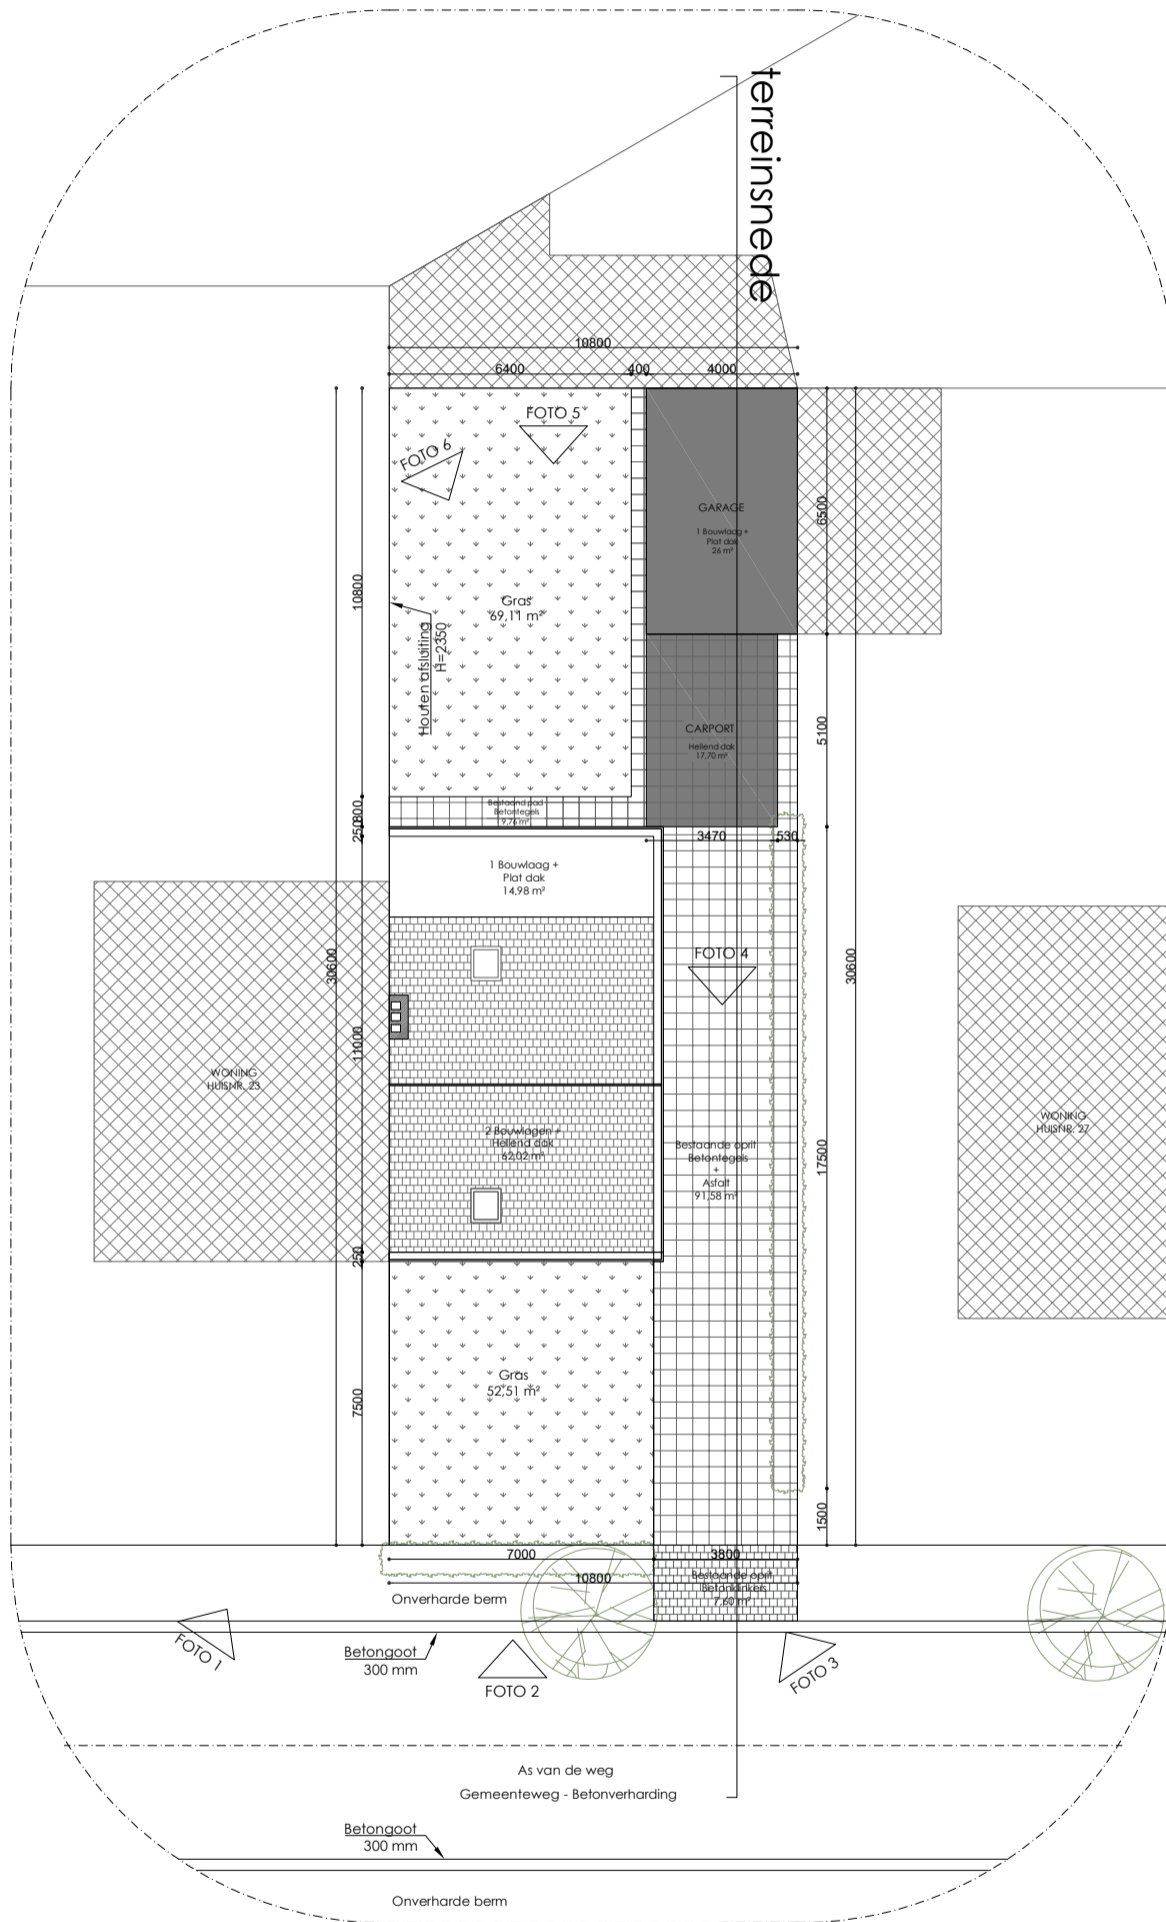 terreinsnede
10800
6400
400
4000
FOTO 5
FOTO 6
GARAGE
1 Bouwlaag +
Plat dak
26 m²
6500
10800
Gras
69,11 m²
Houten afsluiting
H=2350
CARPORT
Hellend dak
17,70 m²
5100
Bestaand pad
Betontegels
9,76 m²
800
250
3470
530
1 Bouwlaag +
Plat dak
14,98 m²
FOTO 4
30600
30600
11000
WONING
HUISNR. 23
WONING
HUISNR. 27
2 Bouwlagen +
Hellend dak
62,02 m²
Bestaande oprit
Betontegels
+
Asfalt
91,58 m²
17500
250
Gras
52,51 m²
7500
1500
7000
3800
10800
Bestaande oprit
Betonklinkers
7,60 m²
Onverharde berm
FOTO 1
Betongoot
300 mm
FOTO 2
FOTO 3
As van de weg
Gemeenteweg - Betonverharding
Betongoot
300 mm
Onverharde berm